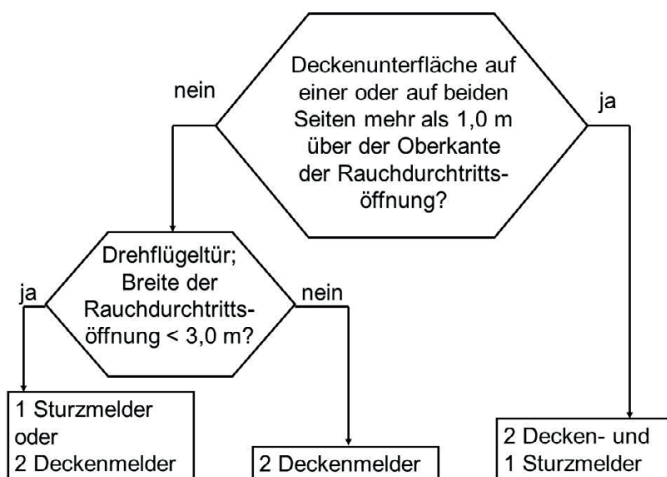 Deckenunterfläche auf
einer oder auf beiden
Seiten mehr als 1,0 m
über der Oberkante
der Rauchdurchtritts-
öffnung?
nein
ja
Drehflügeltür;
Breite der
Rauchdurchtritts-
öffnung < 3,0 m?
ja
nein
1 Sturzmelder
oder
2 Deckenmelder
2 Deckenmelder
2 Decken- und
1 Sturzmelder